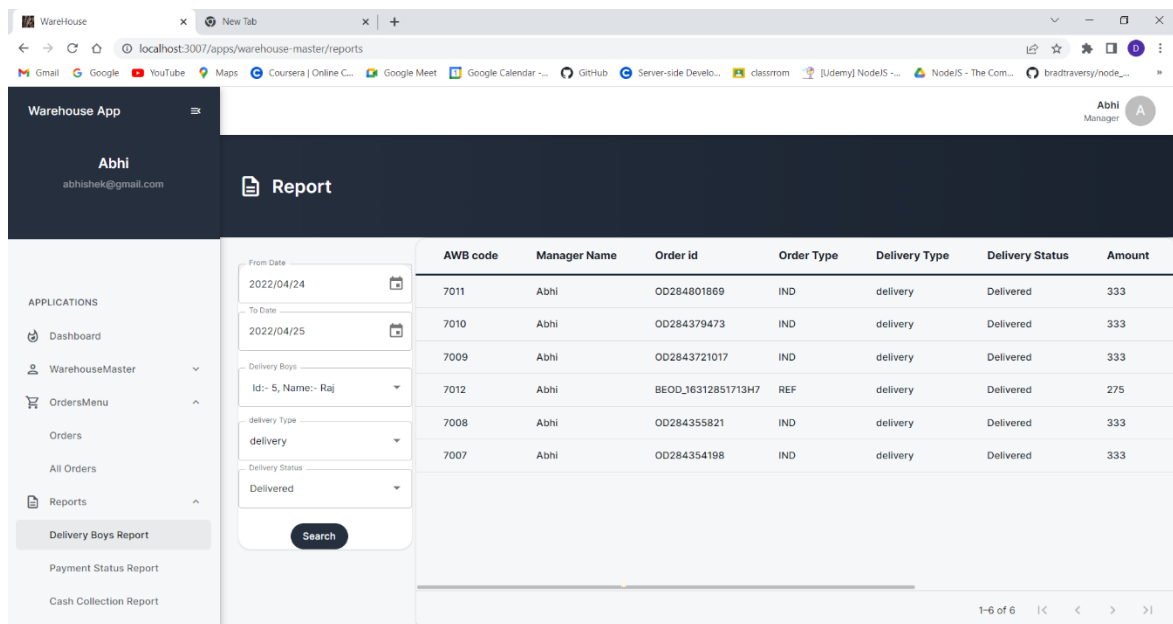 WareHouse
New Tab
localhost:3007/apps/warehouse-master/reports
D
Gmail Google YouTube Maps Coursera | Online C... Google Meet Google Calendar -... GitHub Server-side Develo... classrrom [Udemy] NodeJS -... NodeJS - The Com... bradtraversy/node_... »
Warehouse App
Abhi
Manager
A
Abhi
abhishek@gmail.com
Report
APPLICATIONS
Dashboard
WarehouseMaster
OrdersMenu
Orders
All Orders
Reports
Delivery Boys Report
Payment Status Report
Cash Collection Report
From Date
2022/04/24
To Date
2022/04/25
Delivery Boys
Id:- 5, Name:- Raj
delivery Type
delivery
Delivery Status
Delivered
Search
AWB code Manager Name Order id Order Type Delivery Type Delivery Status Amount
7011 Abhi OD284801869 IND delivery Delivered 333
7010 Abhi OD284379473 IND delivery Delivered 333
7009 Abhi OD2843721017 IND delivery Delivered 333
7012 Abhi BEOD_16312851713H7 REF delivery Delivered 275
7008 Abhi OD284355821 IND delivery Delivered 333
7007 Abhi OD284354198 IND delivery Delivered 333
1–6 of 6